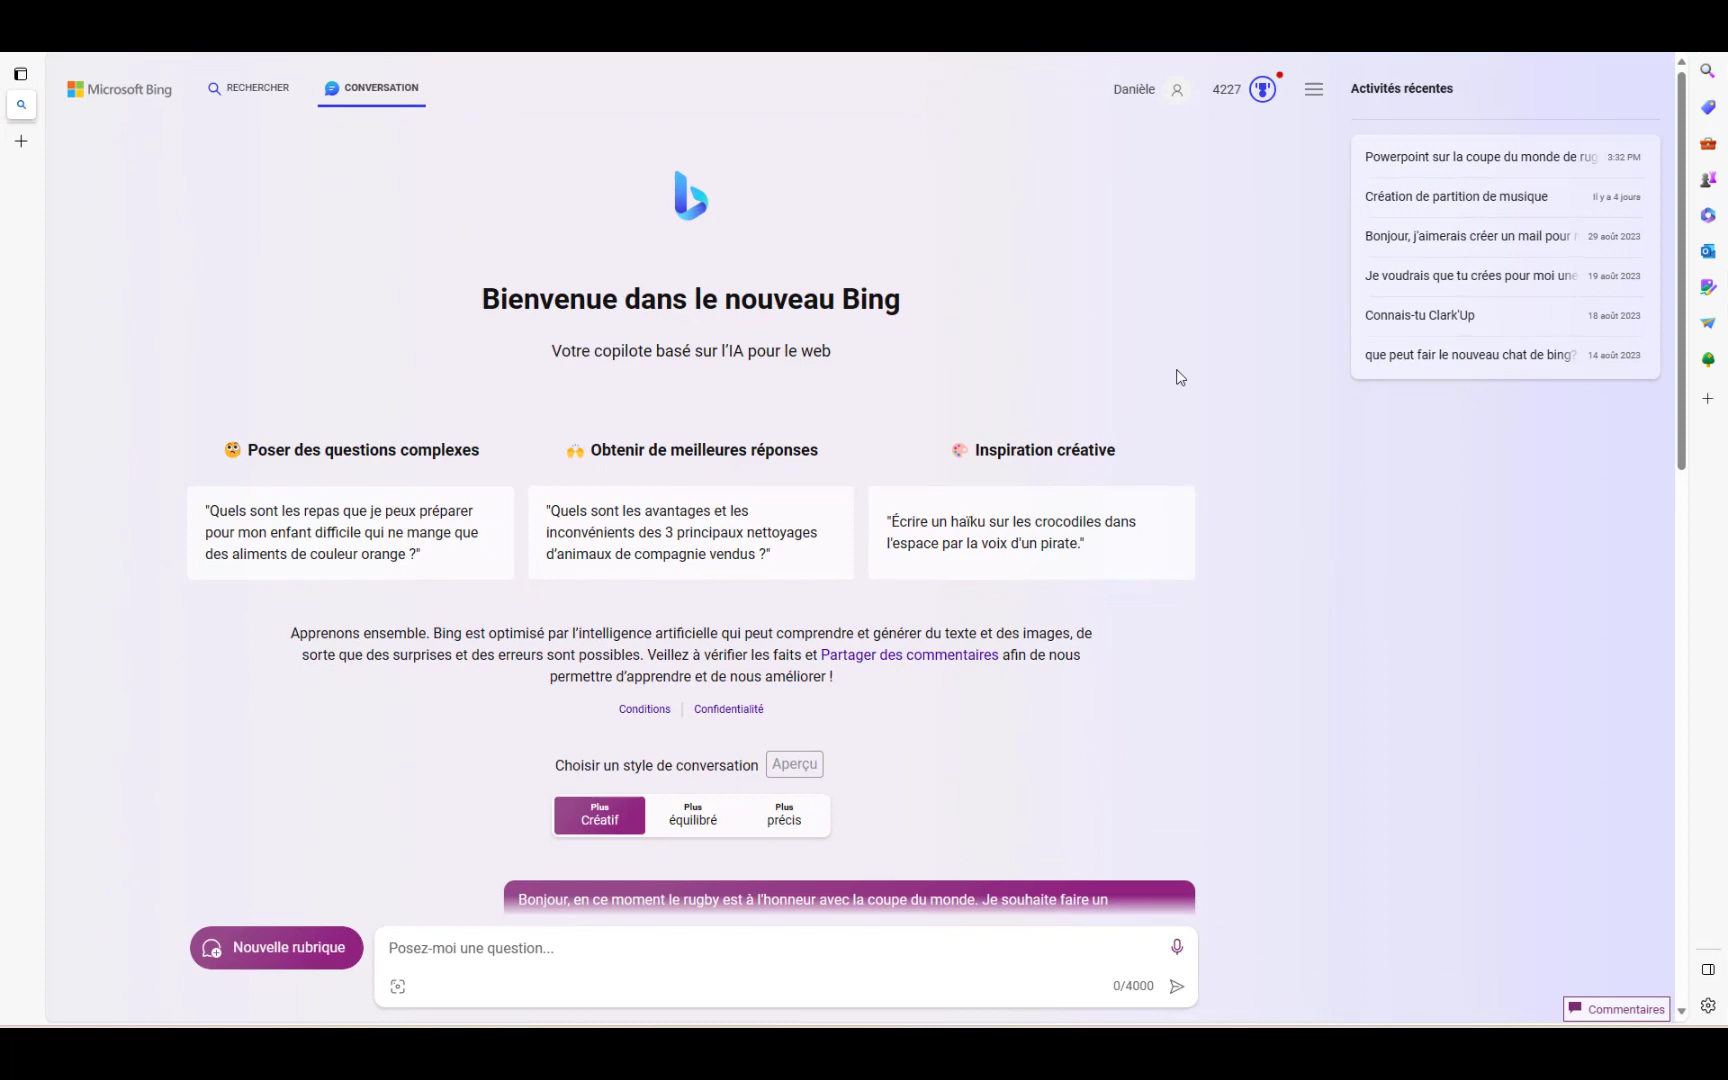 Microsoft Bing
RECHERCHER
CONVERSATION
Danièle
4227
Activités récentes
Powerpoint sur la coupe du monde de rug 3:32 PM
Création de partition de musique Il y a 4 jours
Bonjour, j'aimerais créer un mail pour 29 août 2023
Je voudrais que tu crées pour moi une 19 août 2023
Connais-tu Clark'Up 18 août 2023
que peut fair le nouveau chat de bing? 14 août 2023
Bienvenue dans le nouveau Bing
Votre copilote basé sur l’IA pour le web
Poser des questions complexes
"Quels sont les repas que je peux préparer
pour mon enfant difficile qui ne mange que
des aliments de couleur orange ?"
Obtenir de meilleures réponses
"Quels sont les avantages et les
inconvénients des 3 principaux nettoyages
d’animaux de compagnie vendus ?"
Inspiration créative
"Écrire un haïku sur les crocodiles dans
l'espace par la voix d'un pirate."
Apprenons ensemble. Bing est optimisé par l’intelligence artificielle qui peut comprendre et générer du texte et des images, de
sorte que des surprises et des erreurs sont possibles. Veillez à vérifier les faits et Partager des commentaires afin de nous
permettre d’apprendre et de nous améliorer !
Conditions Confidentialité
Choisir un style de conversation Aperçu
Plus
Créatif
Plus
équilibré
Plus
précis
Bonjour, en ce moment le rugby est à l'honneur avec la coupe du monde. Je souhaite faire un
Nouvelle rubrique
Posez-moi une question...
0/4000
Commentaires